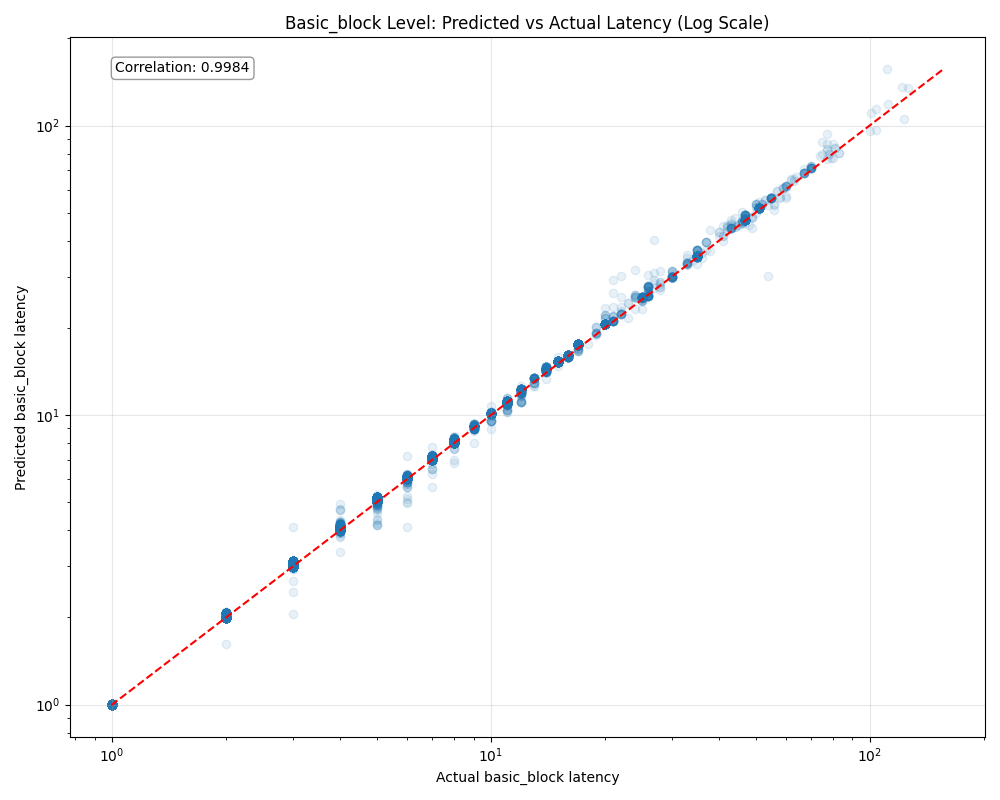 Basic_block Level: Predicted vs Actual Latency (Log Scale)
Correlation: 0.9984
Predicted basic_block latency
10²
10¹
10⁰
10⁰
10¹
10²
Actual basic_block latency